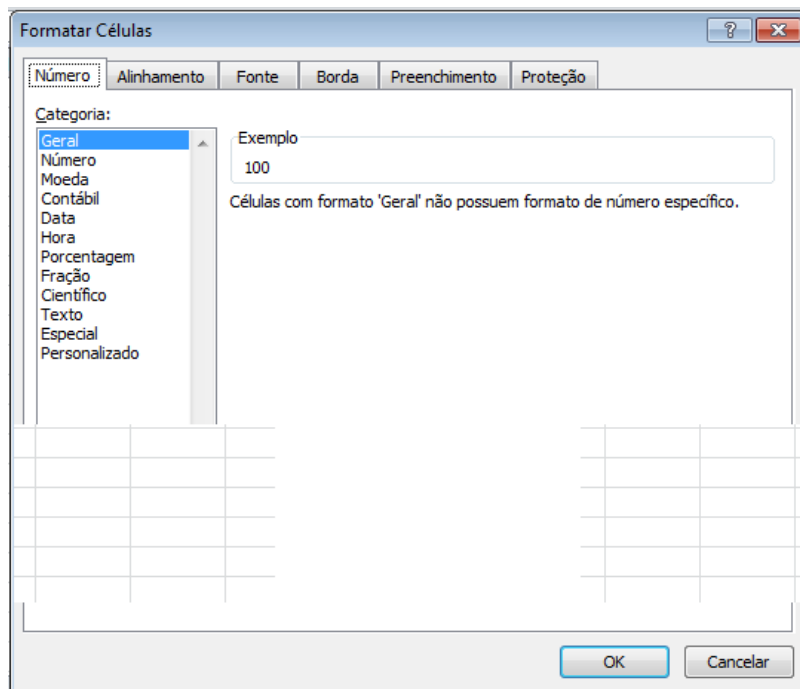 Formatar Células
Número Alinhamento Fonte Borda Preenchimento Proteção
Categoria:
Geral
Número
Moeda
Contábil
Data
Hora
Porcentagem
Fração
Científico
Texto
Especial
Personalizado
Exemplo
100
Células com formato 'Geral' não possuem formato de número específico.
OK Cancelar